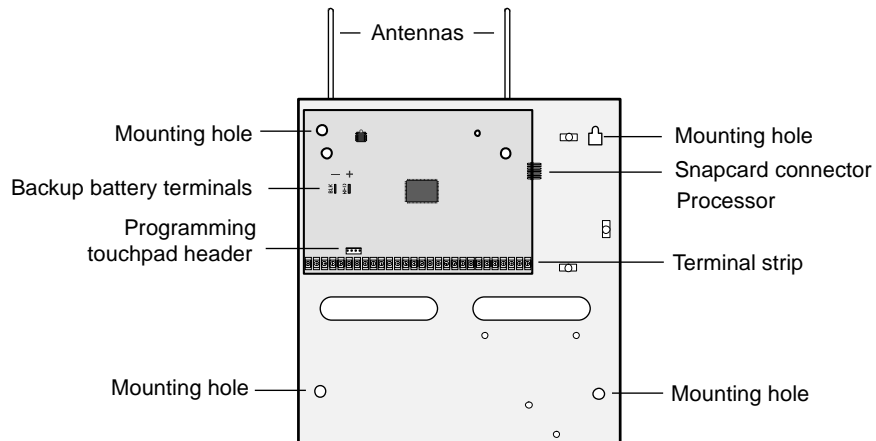 Antennas
Mounting hole
Mounting hole
Snapcard connector
Backup battery terminals
– +
BLK
Processor
Programming
touchpad header
Terminal strip
Mounting hole
Mounting hole